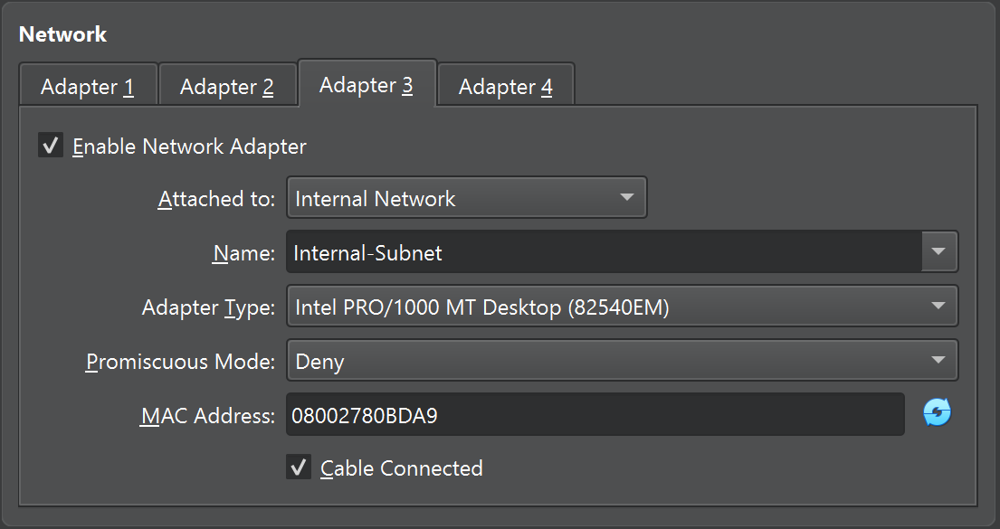 Network
Adapter 1 Adapter 2 Adapter 3 Adapter 4
Enable Network Adapter
Attached to: Internal Network
Name: Internal-Subnet
Adapter Type: Intel PRO/1000 MT Desktop (82540EM)
Promiscuous Mode: Deny
MAC Address: 08002780BDA9
Cable Connected